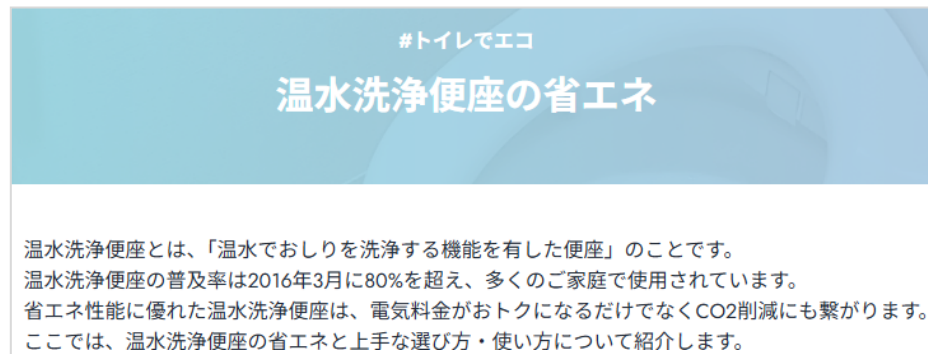 #トイレでエコ
温水洗浄便座の省エネ
温水洗浄便座とは、「温水でおしりを洗浄する機能を有した便座」のことです。
温水洗浄便座の普及率は2016年3月に80%を超え、多くのご家庭で使用されています。
省エネ性能に優れた温水洗浄便座は、電気料金がおトクになるだけでなくCO2削減にも繋がります。
ここでは、温水洗浄便座の省エネと上手な選び方・使い方について紹介します。